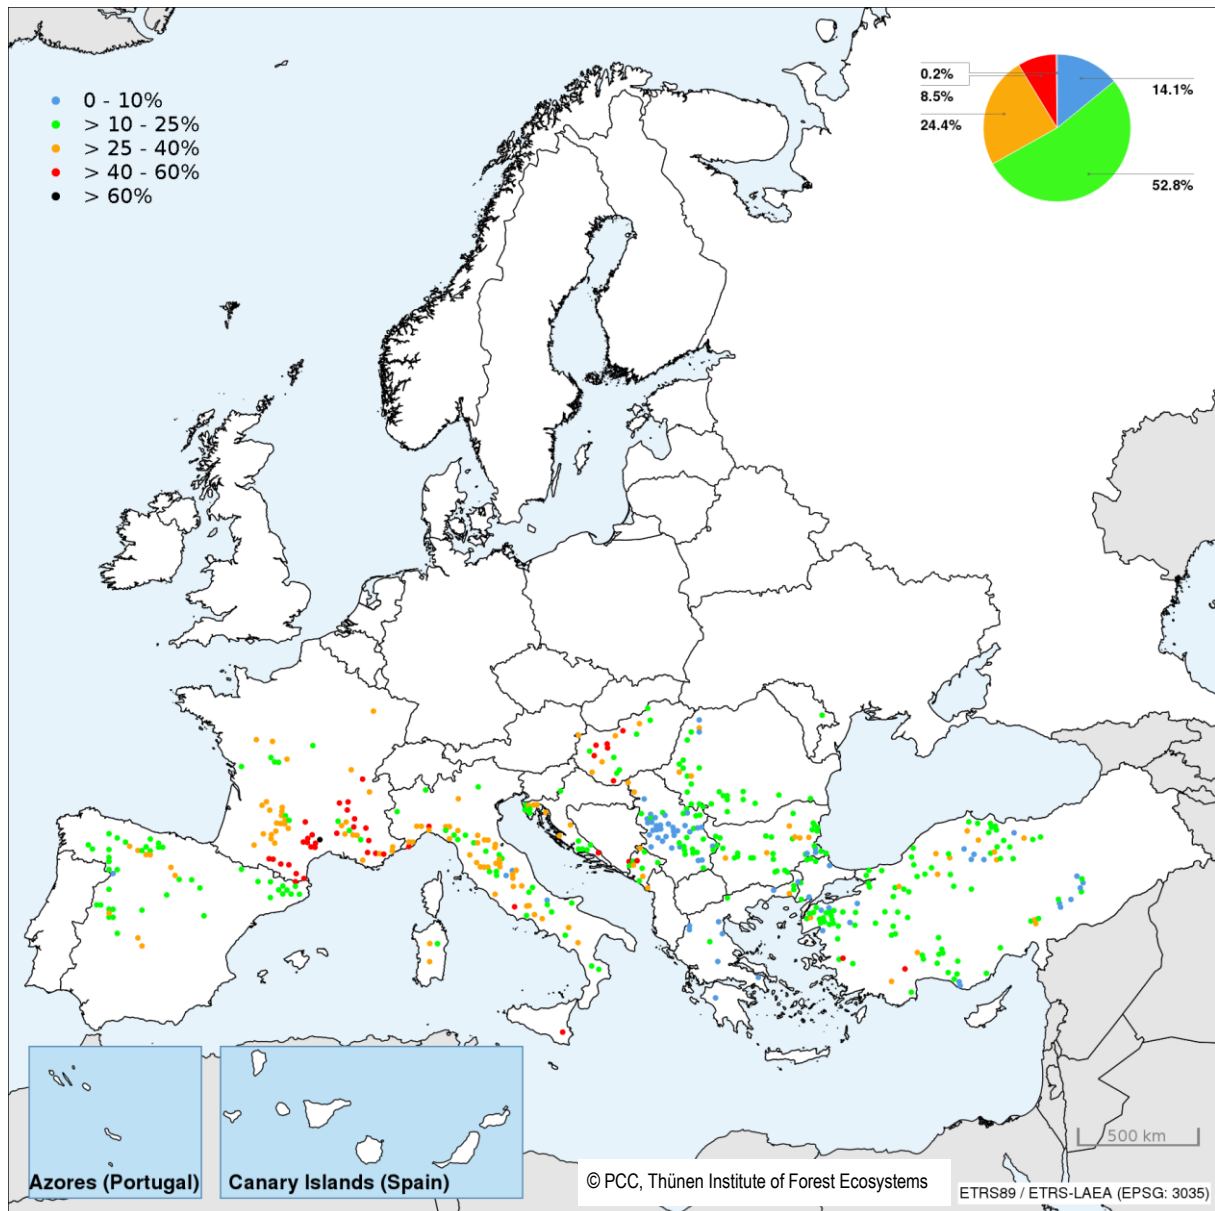 0 - 10%
> 10 - 25%
> 25 - 40%
> 40 - 60%
> 60%
0.2%
8.5%
24.4%
14.1%
52.8%
500 km
Azores (Portugal)
Canary Islands (Spain)
© PCC, Thünen Institute of Forest Ecosystems
ETRS89 / ETRS-LAEA (EPSG: 3035)